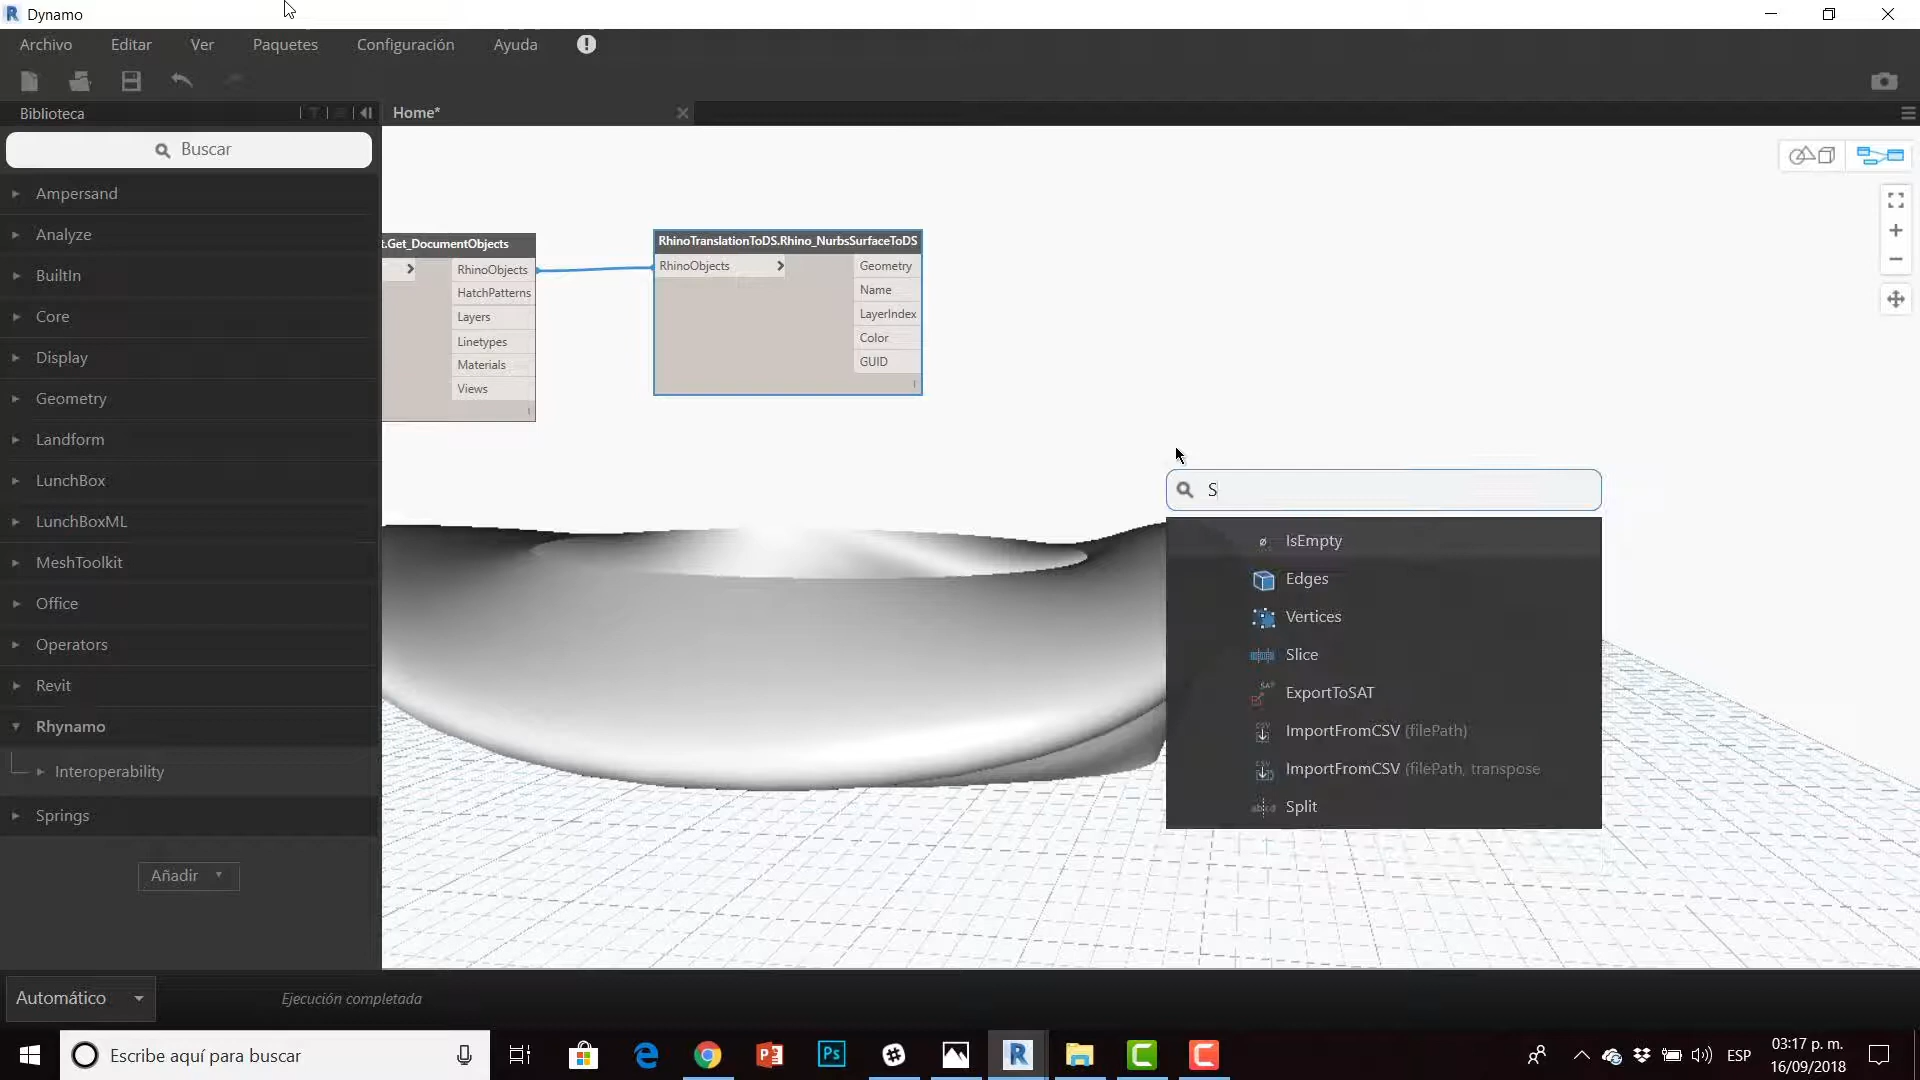 Dynamo
Archivo Editar Ver Paquetes Configuración Ayuda
Biblioteca
Home*
Buscar
Ampersand
Analyze
BuiltIn
Core
Display
Geometry
Landform
LunchBox
LunchBoxML
MeshToolkit
Office
Operators
Revit
Rhynamo
Interoperability
Springs
Añadir
t.Get_DocumentObjects
RhinoObjects
HatchPatterns
Layers
Linetypes
Materials
Views
RhinoTranslationToDS.Rhino_NurbsSurfaceToDS
RhinoObjects
Geometry
Name
LayerIndex
Color
GUID
S
IsEmpty
Edges
Vertices
Slice
ExportToSAT
ImportFromCSV (filePath)
ImportFromCSV (filePath, transpose
Split
Automático
Ejecución completada
Escribe aquí para buscar
ESP
03:17 p. m.
16/09/2018